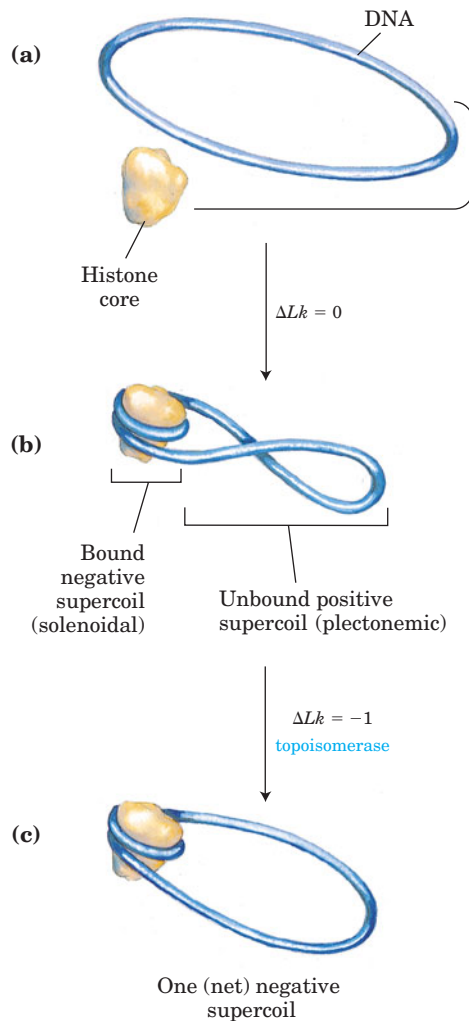 DNA
(a)
Histone
core
ΔLk = 0
(b)
Bound
negative
supercoil
(solenoidal)
Unbound positive
supercoil (plectonemic)
ΔLk = −1
topoisomerase
(c)
One (net) negative
supercoil